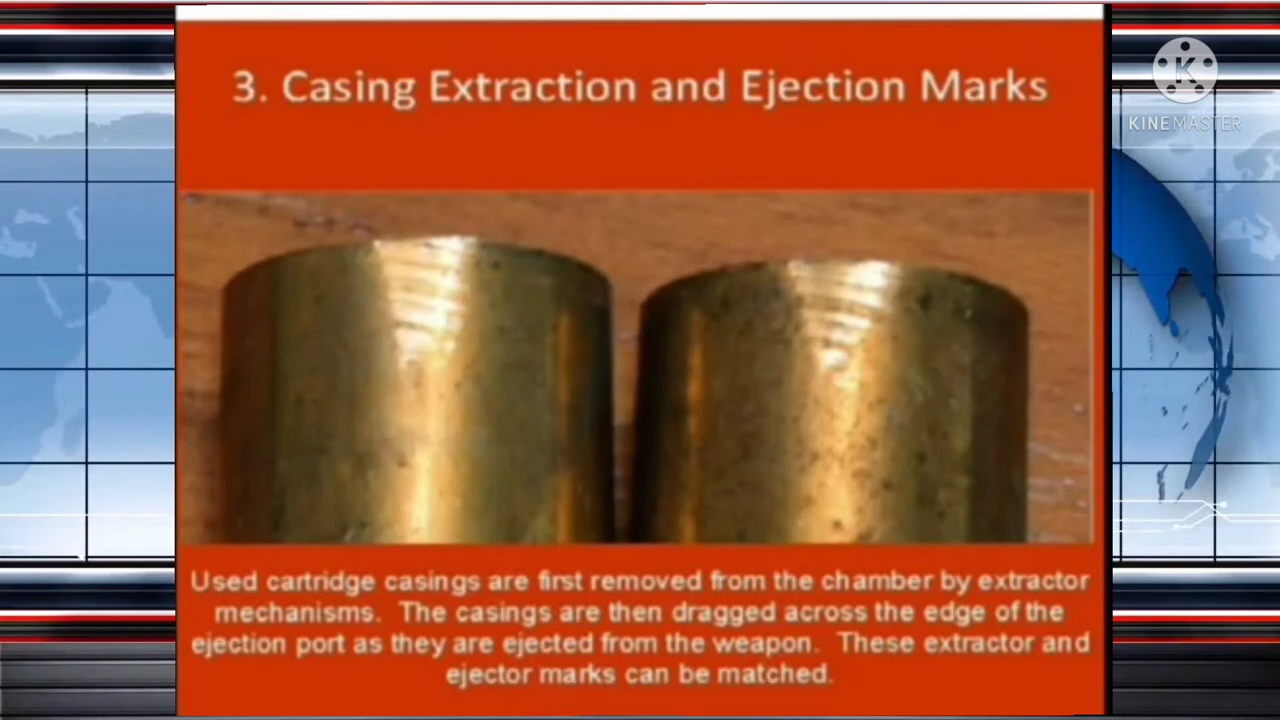 3. Casing Extraction and Ejection Marks
K
KINEMASTER
Used cartridge casings are first removed from the chamber by extractor
mechanisms. The casings are then dragged across the edge of the
ejection port as they are ejected from the weapon. These extractor and
ejector marks can be matched.